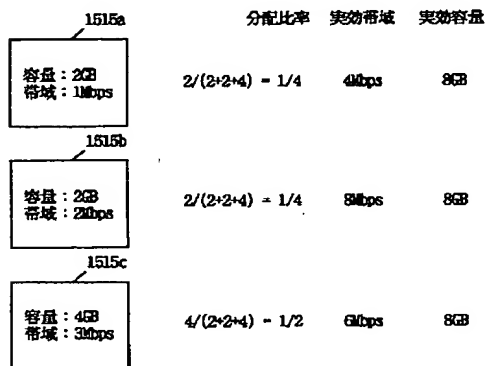 分配比率 実効帯域 実効容量
1515a
容量：2GB
帯域：1Mbps
2/(2+2+4) = 1/4 4Mbps 8GB
1515b
容量：2GB
帯域：2Mbps
2/(2+2+4) = 1/4 8Mbps 8GB
1515c
容量：4GB
帯域：3Mbps
4/(2+2+4) = 1/2 6Mbps 8GB